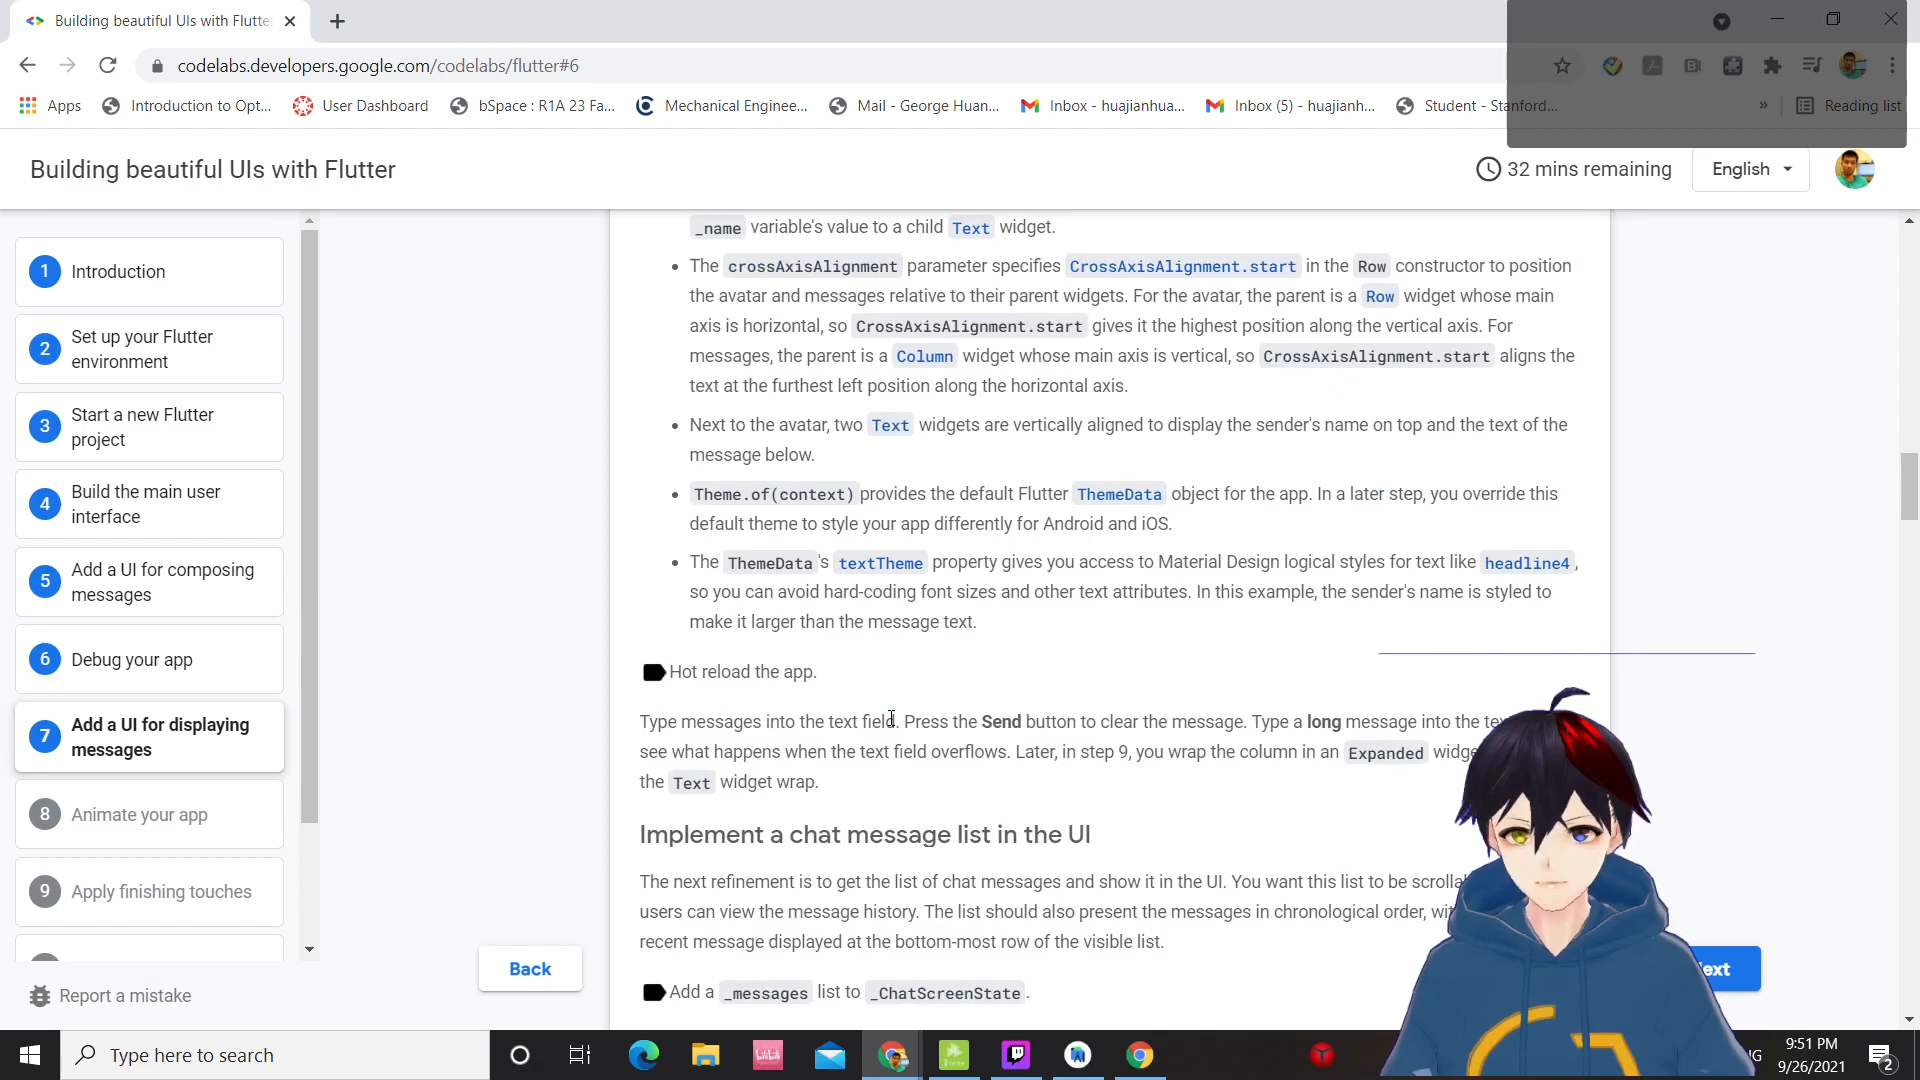 Building beautiful UIs with Flutte
codelabs.developers.google.com/codelabs/flutter#6
Apps
Introduction to Opt...
User Dashboard
bSpace : R1A 23 Fa...
Mechanical Enginee...
Mail - George Huan...
Inbox - huajianhua...
Inbox (5) - huajianh...
Student - Stanford...
»
Reading list
Building beautiful UIs with Flutter
32 mins remaining
English
1 Introduction
2 Set up your Flutter
environment
3 Start a new Flutter
project
4 Build the main user
interface
5 Add a UI for composing
messages
6 Debug your app
7 Add a UI for displaying
messages
8 Animate your app
9 Apply finishing touches
Report a mistake
_name variable's value to a child Text widget.
• The crossAxisAlignment parameter specifies CrossAxisAlignment.start in the Row constructor to position
the avatar and messages relative to their parent widgets. For the avatar, the parent is a Row widget whose main
axis is horizontal, so CrossAxisAlignment.start gives it the highest position along the vertical axis. For
messages, the parent is a Column widget whose main axis is vertical, so CrossAxisAlignment.start aligns the
text at the furthest left position along the horizontal axis.
• Next to the avatar, two Text widgets are vertically aligned to display the sender's name on top and the text of the
message below.
• Theme.of(context) provides the default Flutter ThemeData object for the app. In a later step, you override this
default theme to style your app differently for Android and iOS.
• The ThemeData's textTheme property gives you access to Material Design logical styles for text like headline4,
so you can avoid hard-coding font sizes and other text attributes. In this example, the sender's name is styled to
make it larger than the message text.
Hot reload the app.
Type messages into the text field. Press the Send button to clear the message. Type a long message into the
see what happens when the text field overflows. Later, in step 9, you wrap the column in an Expanded
the Text widget wrap.
Implement a chat message list in the UI
The next refinement is to get the list of chat messages and show it in the UI. You want this list to be
users can view the message history. The list should also present the messages in chronological order,
recent message displayed at the bottom-most row of the visible list.
Add a _messages list to _ChatScreenState.
Back
ext
Type here to search
9:51 PM
9/26/2021
2